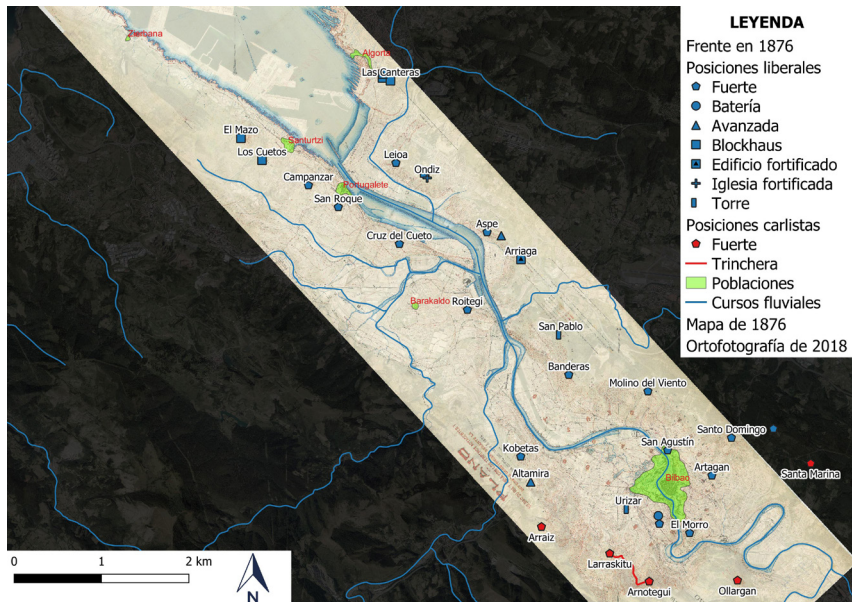 LEYENDA
Frente en 1876
Posiciones liberales
Fuerte
Batería
Avanzada
Blockhaus
Edificio fortificado
Iglesia fortificada
Torre
Posiciones carlistas
Fuerte
Trinchera
Poblaciones
Cursos fluviales
Mapa de 1876
Ortofotografía de 2018
Zierbana
Algorta
Las Canteras
El Mazo
Santurtzi
Los Cuetos
Leioa
Ondiz
Campanzar
Portugalete
San Roque
Aspe
Cruz del Cueto
Arriaga
Barakaldo
Roitegi
San Pablo
Banderas
Molino del Viento
Santo Domingo
San Agustín
Kobetas
Artagan
Santa Marina
Altamira
Bilbao
Urizar
El Morro
Arraiz
Larraskitu
Arnotegui
Ollargan
0 1 2 km
N